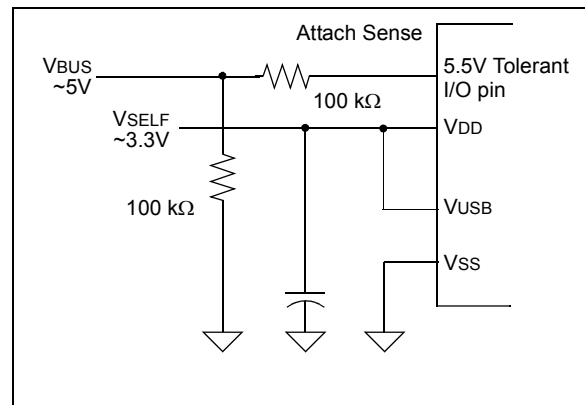 Attach Sense
VBUS
~5V
100 kΩ
5.5V Tolerant
I/O pin
VSELF
~3.3V
VDD
100 kΩ
VUSB
VSS